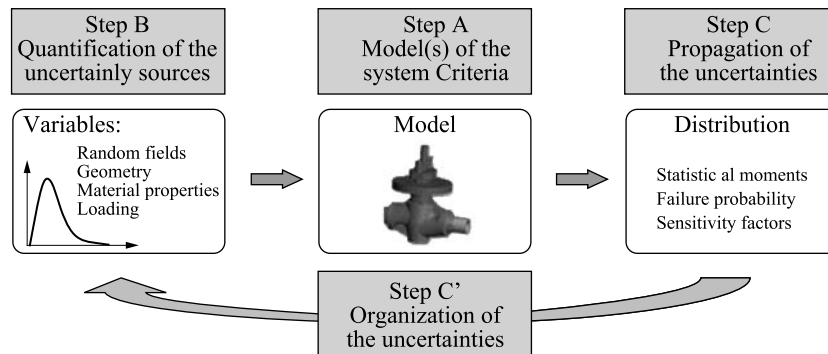 Step B
Quantification of the
uncertainly sources
Variables:
Random fields
Geometry
Material properties
Loading
Step A
Model(s) of the
system Criteria
Model
Step C
Propagation of
the uncertainties
Distribution
Statistic al moments
Failure probability
Sensitivity factors
Step C’
Organization of
the uncertainties